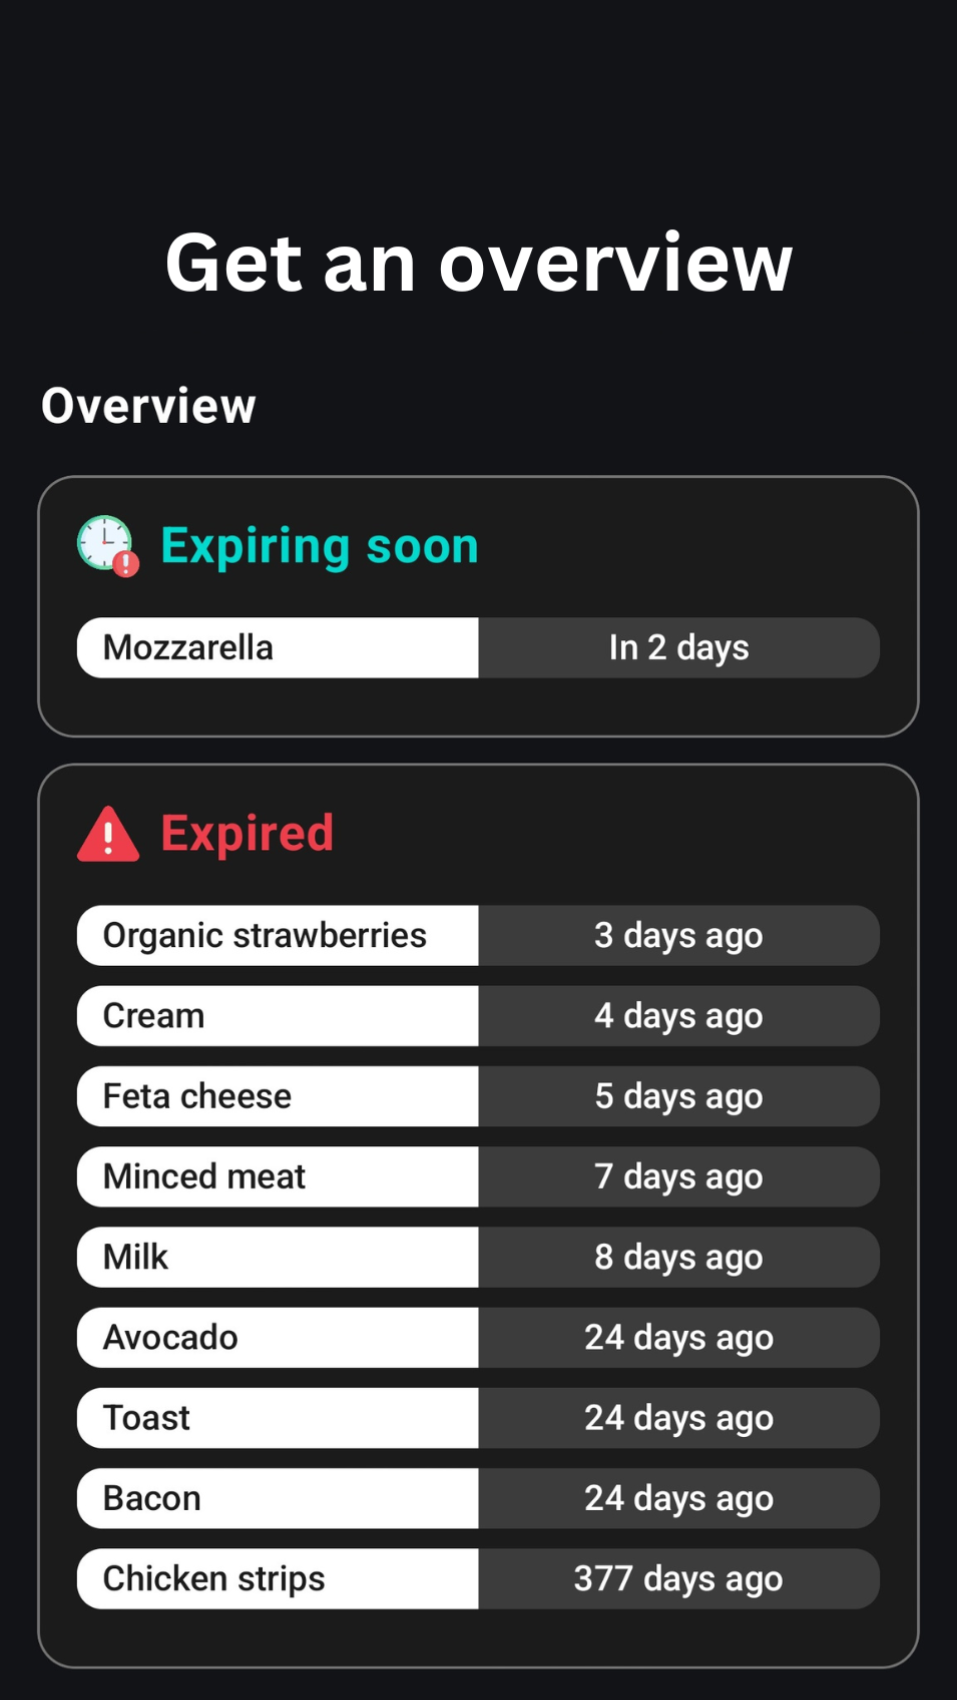 Get an overview
Overview
Expiring soon
Mozzarella In 2 days
Expired
Organic strawberries 3 days ago
Cream 4 days ago
Feta cheese 5 days ago
Minced meat 7 days ago
Milk 8 days ago
Avocado 24 days ago
Toast 24 days ago
Bacon 24 days ago
Chicken strips 377 days ago